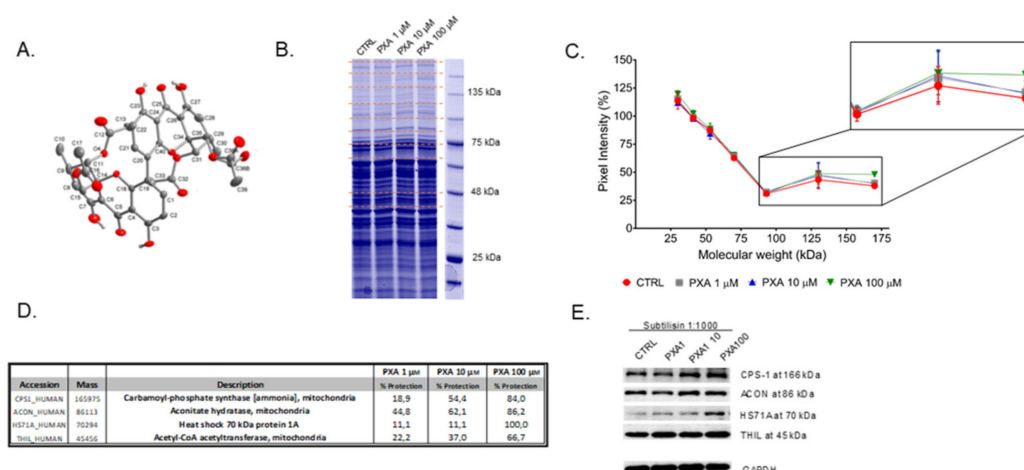 A.
B.
CTRL
PXA 1 µM
PXA 10 µM
PXA 100 µM
135 kDa
75 kDa
48 kDa
25 kDa
C.
Pixel Intensity (%)
150
125
100
75
50
25
0
25 50 75 100 125 150 175
Molecular weight (kDa)
CTRL PXA 1 µM PXA 10 µM PXA 100 µM
D.
PXA 1 µM PXA 10 µM PXA 100 µM
Accession Mass Description % Protection % Protection % Protection
CPS1_HUMAN 165975 Carbamoyl-phosphate synthase [ammonia], mitochondria 18,9 54,4 84,0
ACON_HUMAN 86113 Aconitate hydratase, mitochondria 44,8 62,1 86,2
HS71A_HUMAN 70294 Heat shock 70 kDa protein 1A 11,1 11,1 100,0
THIL_HUMAN 45456 Acetyl-CoA acetyltransferase, mitochondria 22,2 37,0 66,7
E.
Subtilisin 1:1000
CTRL
PXA1
PXA1 10
PXA100
CPS-1 at 166 kDa
ACON at 86 kDa
HS71A at 70 kDa
THIL at 45 kDa
GAPDH